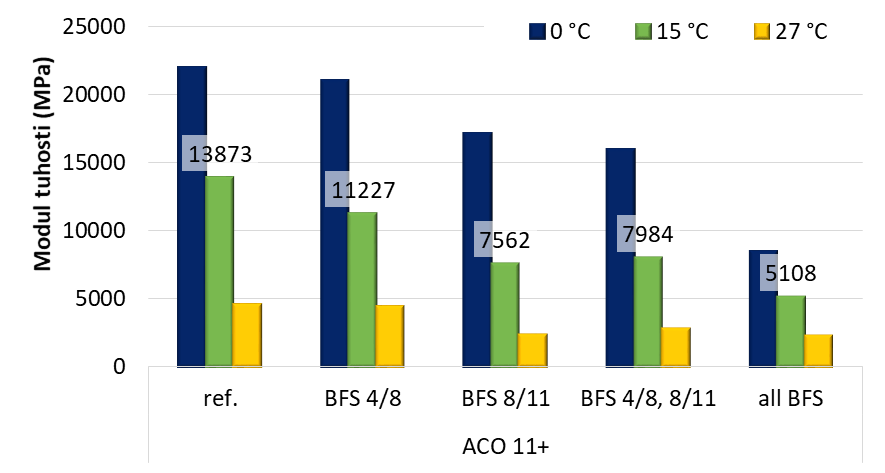 0 °C 15 °C 27 °C
Modul tuhosti (MPa)
25000
20000
15000
10000
5000
0
13873
11227
7562
7984
5108
ref. BFS 4/8 BFS 8/11 BFS 4/8, 8/11 all BFS
ACO 11+